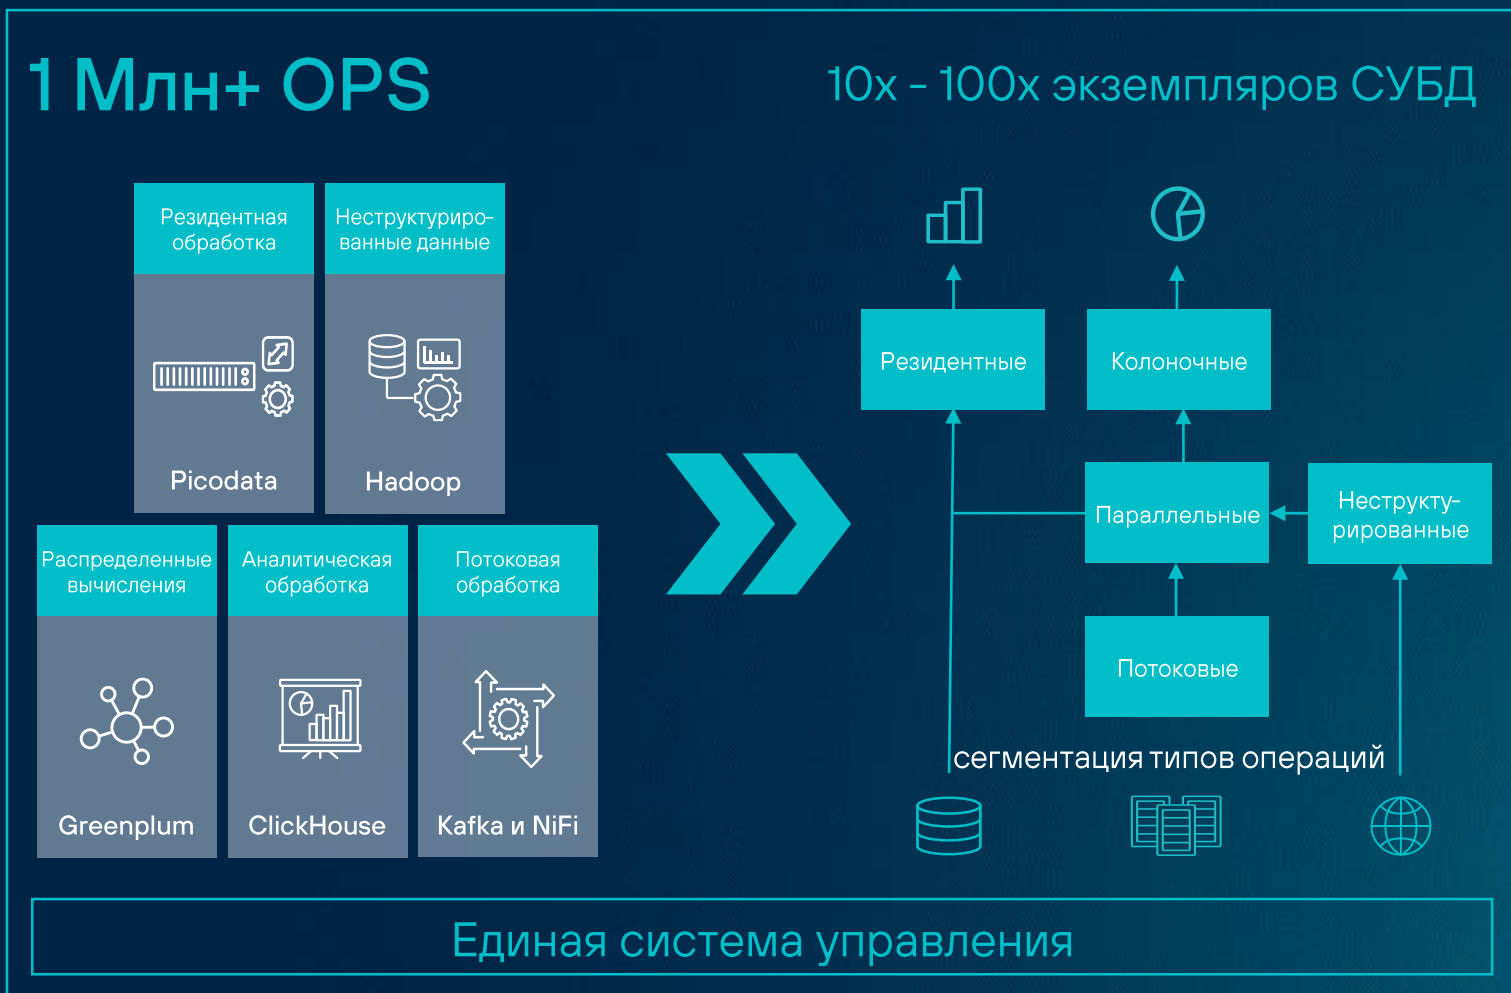 1 Млн+ OPS
10x - 100x экземпляров СУБД
Резидентная
обработка
Picodata
Неструктуриро-
ванные данные
Hadoop
Распределенные
вычисления
Greenplum
Аналитическая
обработка
ClickHouse
Потоковая
обработка
Kafka и NiFi
Резидентные
Колоночные
Параллельные
Неструкту-
рированные
Потоковые
сегментация типов операций
Единая система управления